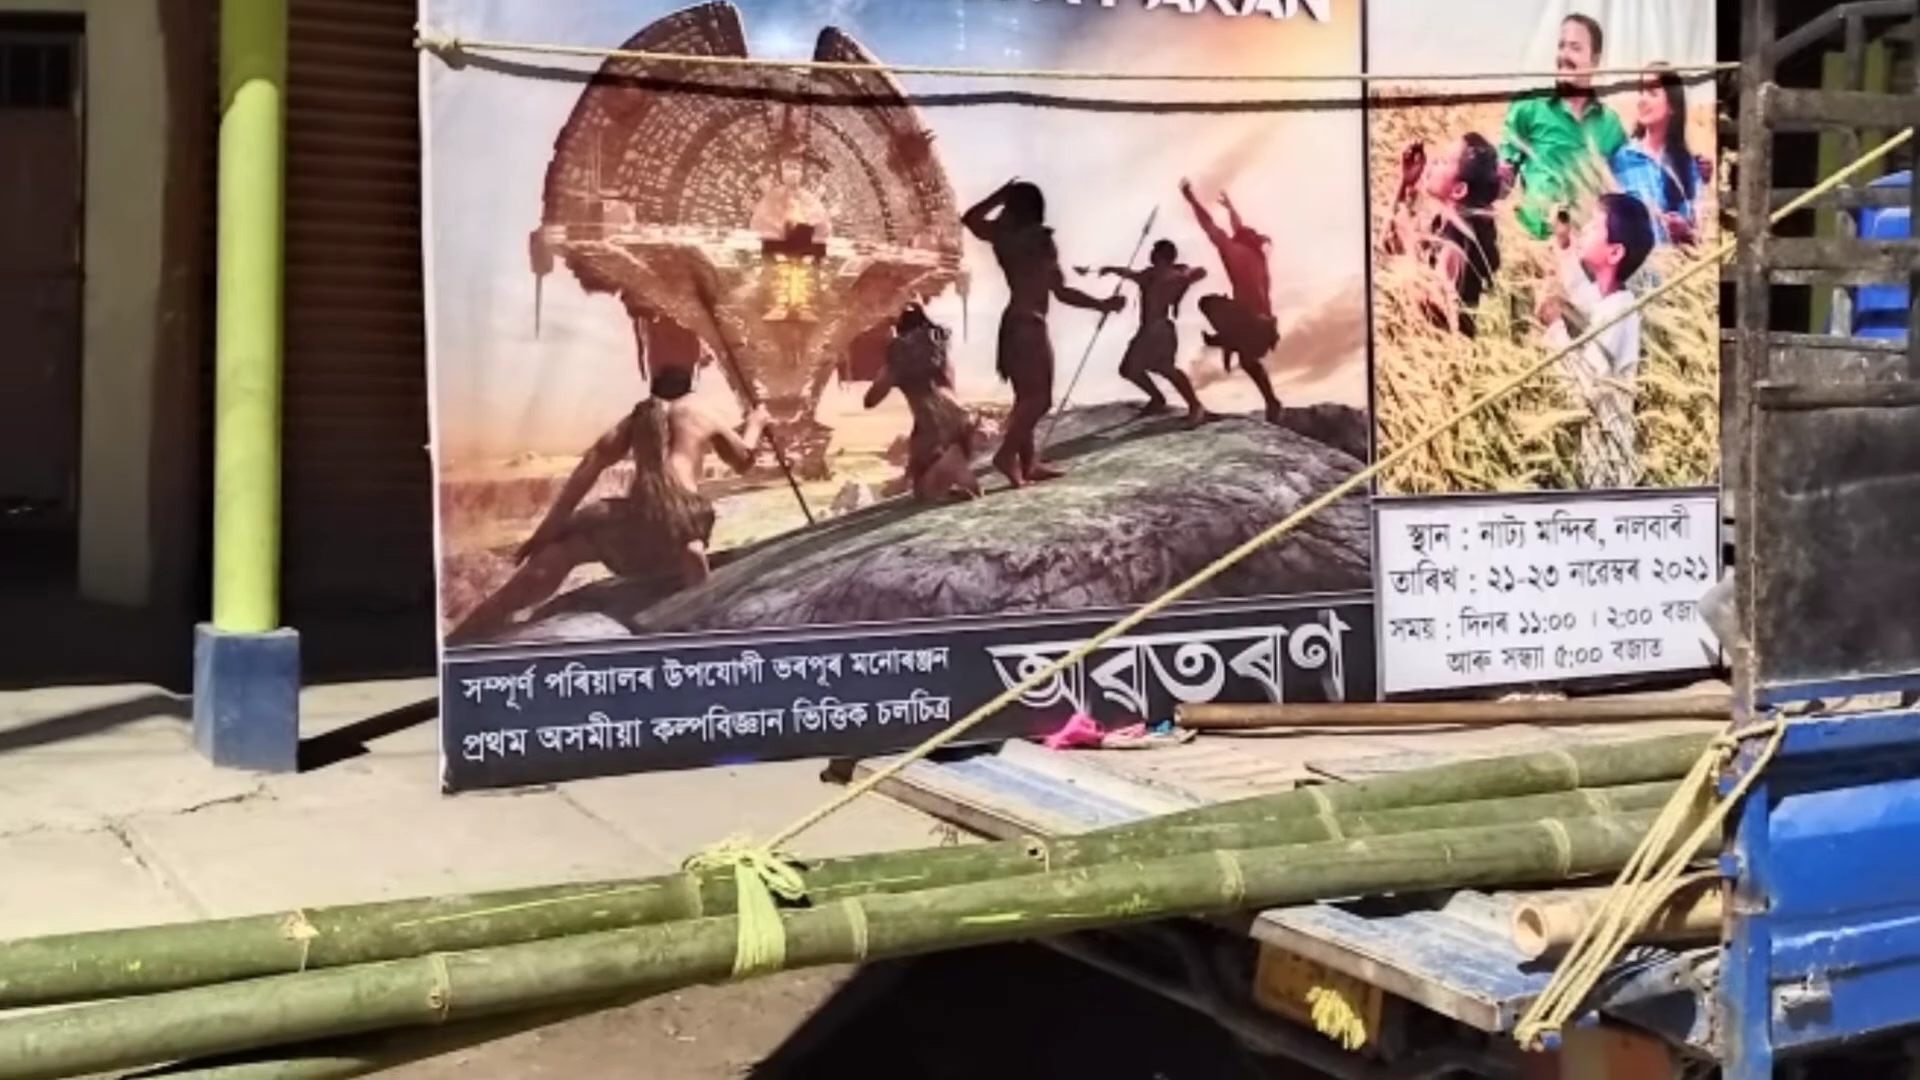 সম্পূৰ্ণ পৰিয়ালৰ উপযোগী ভৰপূৰ মনোৰঞ্জন
প্ৰথম অসমীয়া কল্পবিজ্ঞান ভিত্তিক চলচিত্ৰ
অৱতৰণ
স্থান : নাট্য মন্দিৰ, নলবাৰী
তাৰিখ : ২১-২৩ নৱেম্বৰ ২০২১
সময় : দিনৰ ১১:০০ । ২:০০ বজা
আৰু সন্ধ্যা ৫:০০ বজাত